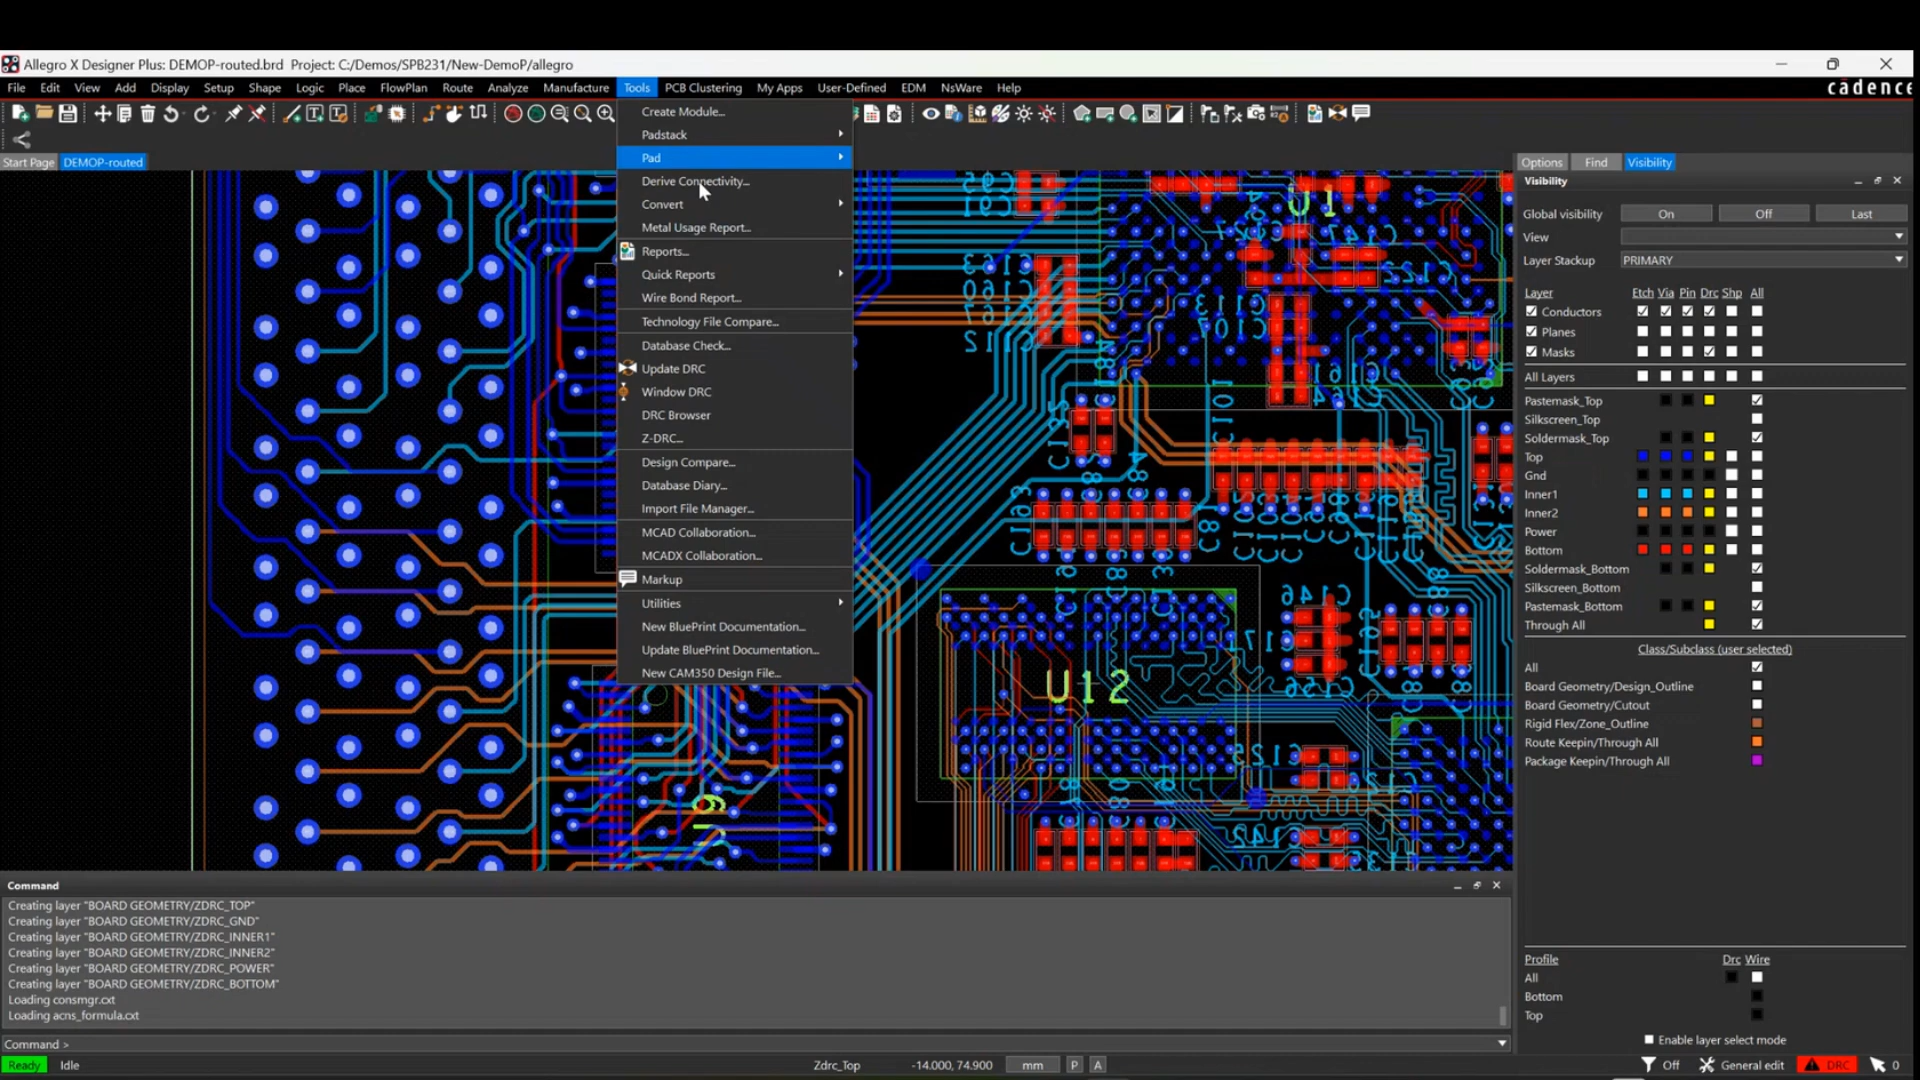 Allegro X Designer Plus: DEMOP-routed.brd Project: C:/Demos/SPB231/New-DemoP/allegro
File Edit View Add Display Setup Shape Logic Place FlowPlan Route Analyze Manufacture Tools PCB Clustering My Apps User-Defined EDM NsWare Help
cādence
Start Page DEMOP-routed
Create Module...
Padstack
Pad
Derive Connectivity...
Convert
Metal Usage Report...
Reports...
Quick Reports
Wire Bond Report...
Technology File Compare...
Database Check...
Update DRC
Window DRC
DRC Browser
Z-DRC...
Design Compare...
Database Diary...
Import File Manager...
MCAD Collaboration...
MCADX Collaboration...
Markup
Utilities
New BluePrint Documentation...
Update BluePrint Documentation...
New CAM350 Design File...
U1
U12
Options Find Visibility
Visibility
Global visibility On Off Last
View
Layer Stackup PRIMARY
Layer Etch Via Pin Drc Shp All
Conductors
Planes
Masks
All Layers
Pastemask_Top
Silkscreen_Top
Soldermask_Top
Top
Gnd
Inner1
Inner2
Power
Bottom
Soldermask_Bottom
Silkscreen_Bottom
Pastemask_Bottom
Through All
Class/Subclass (user selected)
All
Board Geometry/Design_Outline
Board Geometry/Cutout
Rigid Flex/Zone_Outline
Route Keepin/Through All
Package Keepin/Through All
Profile Drc Wire
All
Bottom
Top
Enable layer select mode
Command
Creating layer "BOARD GEOMETRY/ZDRC_TOP"
Creating layer "BOARD GEOMETRY/ZDRC_GND"
Creating layer "BOARD GEOMETRY/ZDRC_INNER1"
Creating layer "BOARD GEOMETRY/ZDRC_INNER2"
Creating layer "BOARD GEOMETRY/ZDRC_POWER"
Creating layer "BOARD GEOMETRY/ZDRC_BOTTOM"
Loading consmgr.cxt
Loading acns_formula.cxt
Command >
Ready Idle Zdrc_Top -14.000, 74.900 mm P A Off General edit DRC 0